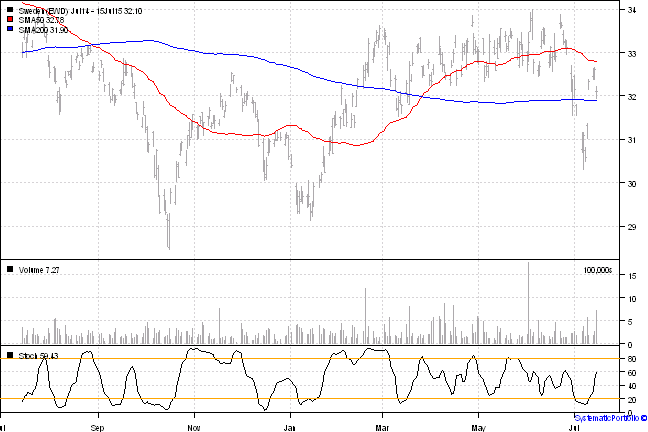 Sweden (EWD) Jul14 - 15Jul15 32.10
SMA50 32.78
SMA200 31.90
34
33
32
31
30
29
Volume 7.27
100,000s
15
10
5
0
Stoch 59.43
80
60
40
20
0
Jul
Sep
Nov
Jan
Mar
May
Jul
SystematicPortfolio ©